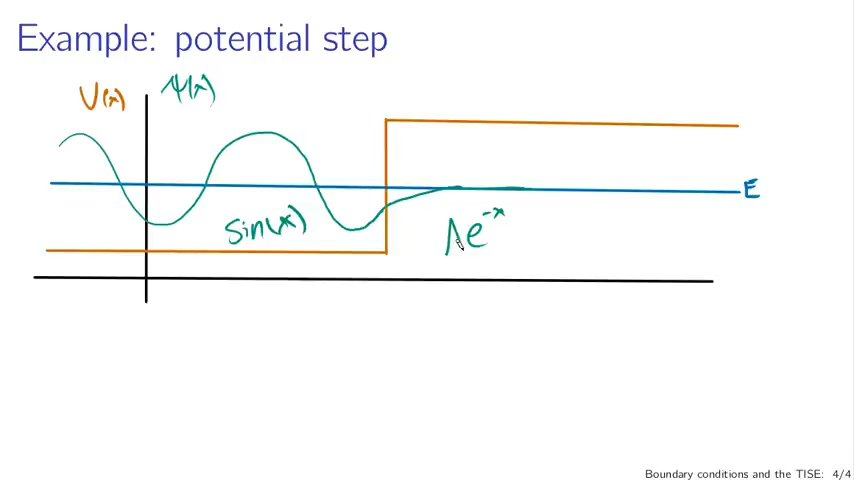 Example: potential step
V(x)
ψ(x)
E
sin(x)
Ae^-x
Boundary conditions and the TISE: 4/4